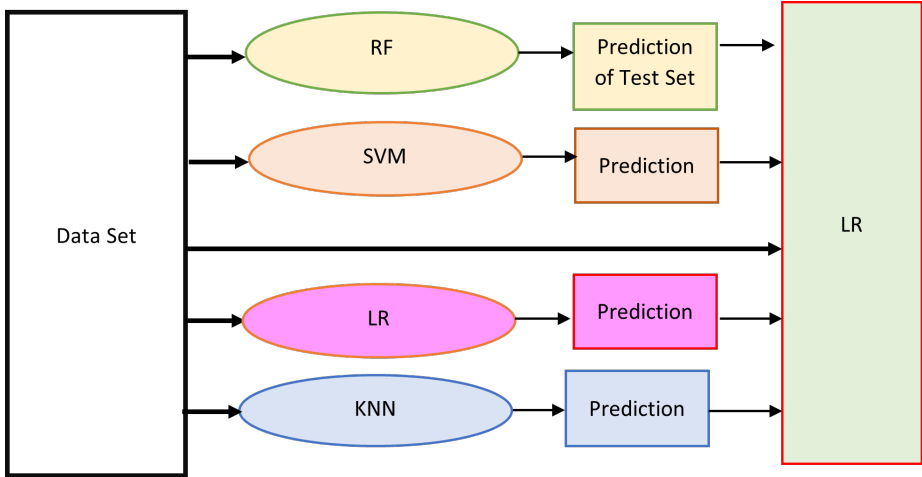 Data Set
RF
Prediction
of Test Set
SVM
Prediction
LR
Prediction
KNN
Prediction
LR